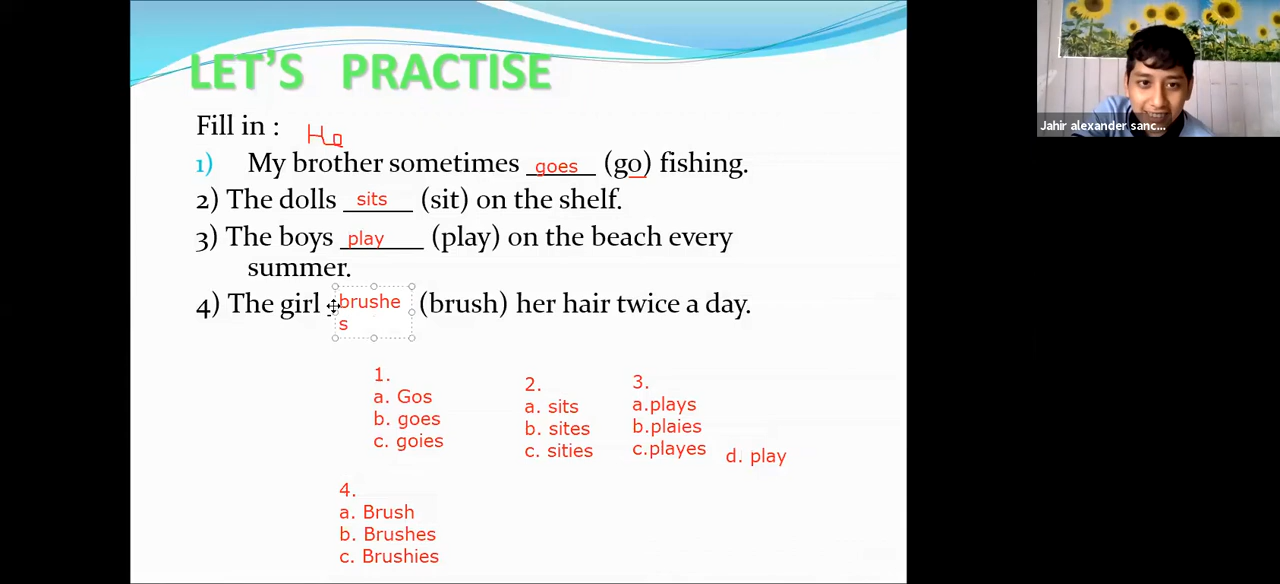 LET'S PRACTISE
Fill in :
He
1) My brother sometimes goes (go) fishing.
2) The dolls sits (sit) on the shelf.
3) The boys play (play) on the beach every
summer.
4) The girl brushe (brush) her hair twice a day.
s
1.
a. Gos
b. goes
c. goies
2.
a. sits
b. sites
c. sities
3.
a.plays
b.plaies
c.playes
d. play
4.
a. Brush
b. Brushes
c. Brushies
Jahir alexander sanc...